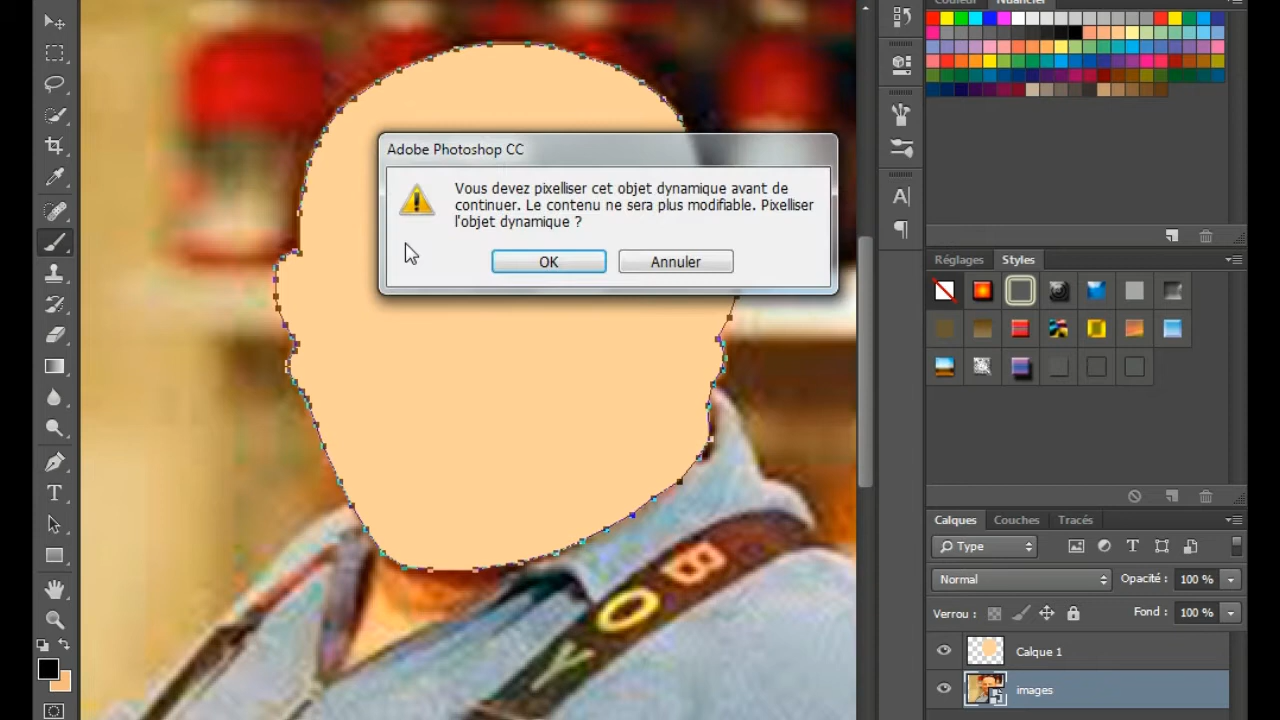 Couleur
Nuancier
Adobe Photoshop CC
Vous devez pixelliser cet objet dynamique avant de
continuer. Le contenu ne sera plus modifiable. Pixelliser
l'objet dynamique ?
OK
Annuler
Réglages
Styles
Calques
Couches
Tracés
Type
Normal
Opacité : 100 %
Verrou :
Fond : 100 %
Calque 1
images
B
O
Y